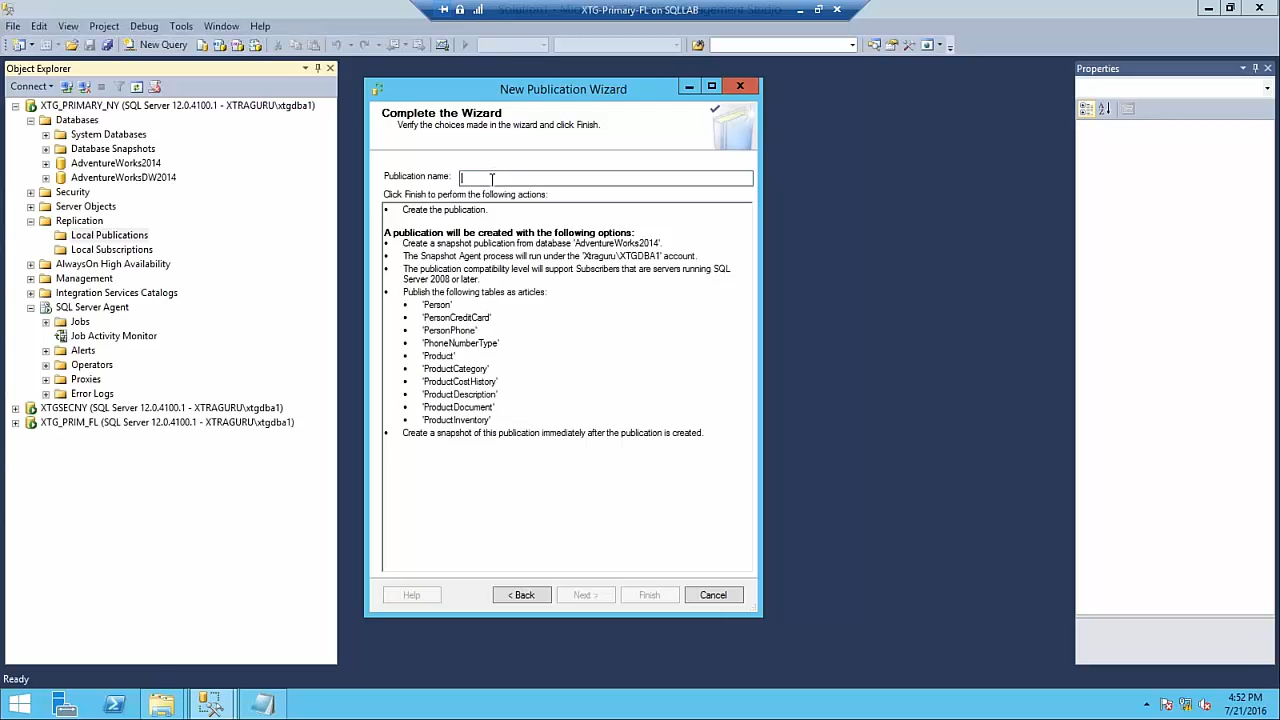 XTG-Primary-FL on SQLLAB
File Edit View Project Debug Tools Window Help
New Query
Object Explorer
Connect
XTG_PRIMARY_NY (SQL Server 12.0.4100.1 - XTRAGURU\xtgdba1)
Databases
System Databases
Database Snapshots
AdventureWorks2014
AdventureWorksDW2014
Security
Server Objects
Replication
Local Publications
Local Subscriptions
AlwaysOn High Availability
Management
Integration Services Catalogs
SQL Server Agent
Jobs
Job Activity Monitor
Alerts
Operators
Proxies
Error Logs
XTGSECNY (SQL Server 12.0.4100.1 - XTRAGURU\xtgdba1)
XTG_PRIM_FL (SQL Server 12.0.4100.1 - XTRAGURU\xtgdba1)
New Publication Wizard
Complete the Wizard
Verify the choices made in the wizard and click Finish.
Publication name:
Click Finish to perform the following actions:
• Create the publication.
A publication will be created with the following options:
• Create a snapshot publication from database 'AdventureWorks2014'.
• The Snapshot Agent process will run under the 'Xtraguru\XTGDBA1' account.
• The publication compatibility level will support Subscribers that are servers running SQL
Server 2008 or later.
• Publish the following tables as articles:
• 'Person'
• 'PersonCreditCard'
• 'PersonPhone'
• 'PhoneNumberType'
• 'Product'
• 'ProductCategory'
• 'ProductCostHistory'
• 'ProductDescription'
• 'ProductDocument'
• 'ProductInventory'
• Create a snapshot of this publication immediately after the publication is created.
Help < Back Next > Finish Cancel
Properties
Ready
4:52 PM
7/21/2016